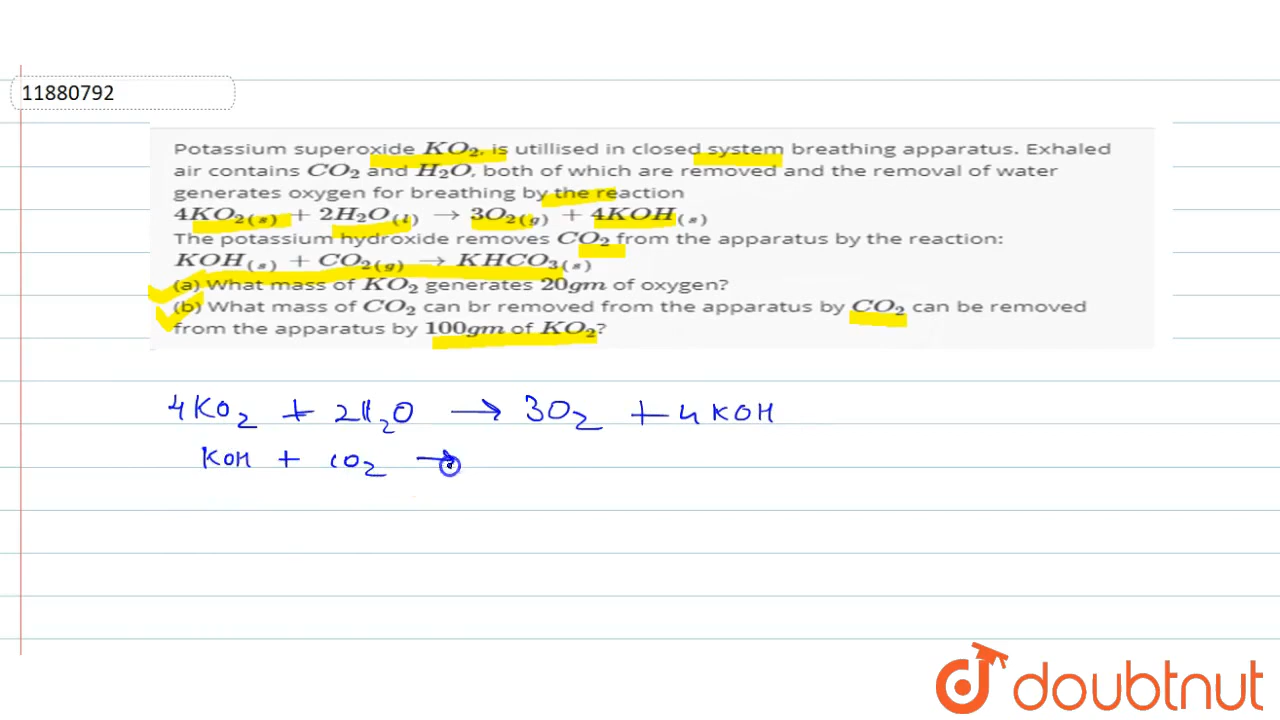 11880792
Potassium superoxide KO₂, is utillised in closed system breathing apparatus. Exhaled
air contains CO₂ and H₂O, both of which are removed and the removal of water
generates oxygen for breathing by the reaction
4KO₂(s) + 2H₂O(l) → 3O₂(g) + 4KOH(s)
The potassium hydroxide removes CO₂ from the apparatus by the reaction:
KOH(s) + CO₂(g) → KHCO₃(s)
(a) What mass of KO₂ generates 20gm of oxygen?
(b) What mass of CO₂ can br removed from the apparatus by CO₂ can be removed
from the apparatus by 100gm of KO₂?
4KO₂ + 2H₂O → 3O₂ + 4KOH
KOH + CO₂ →
doubtnut